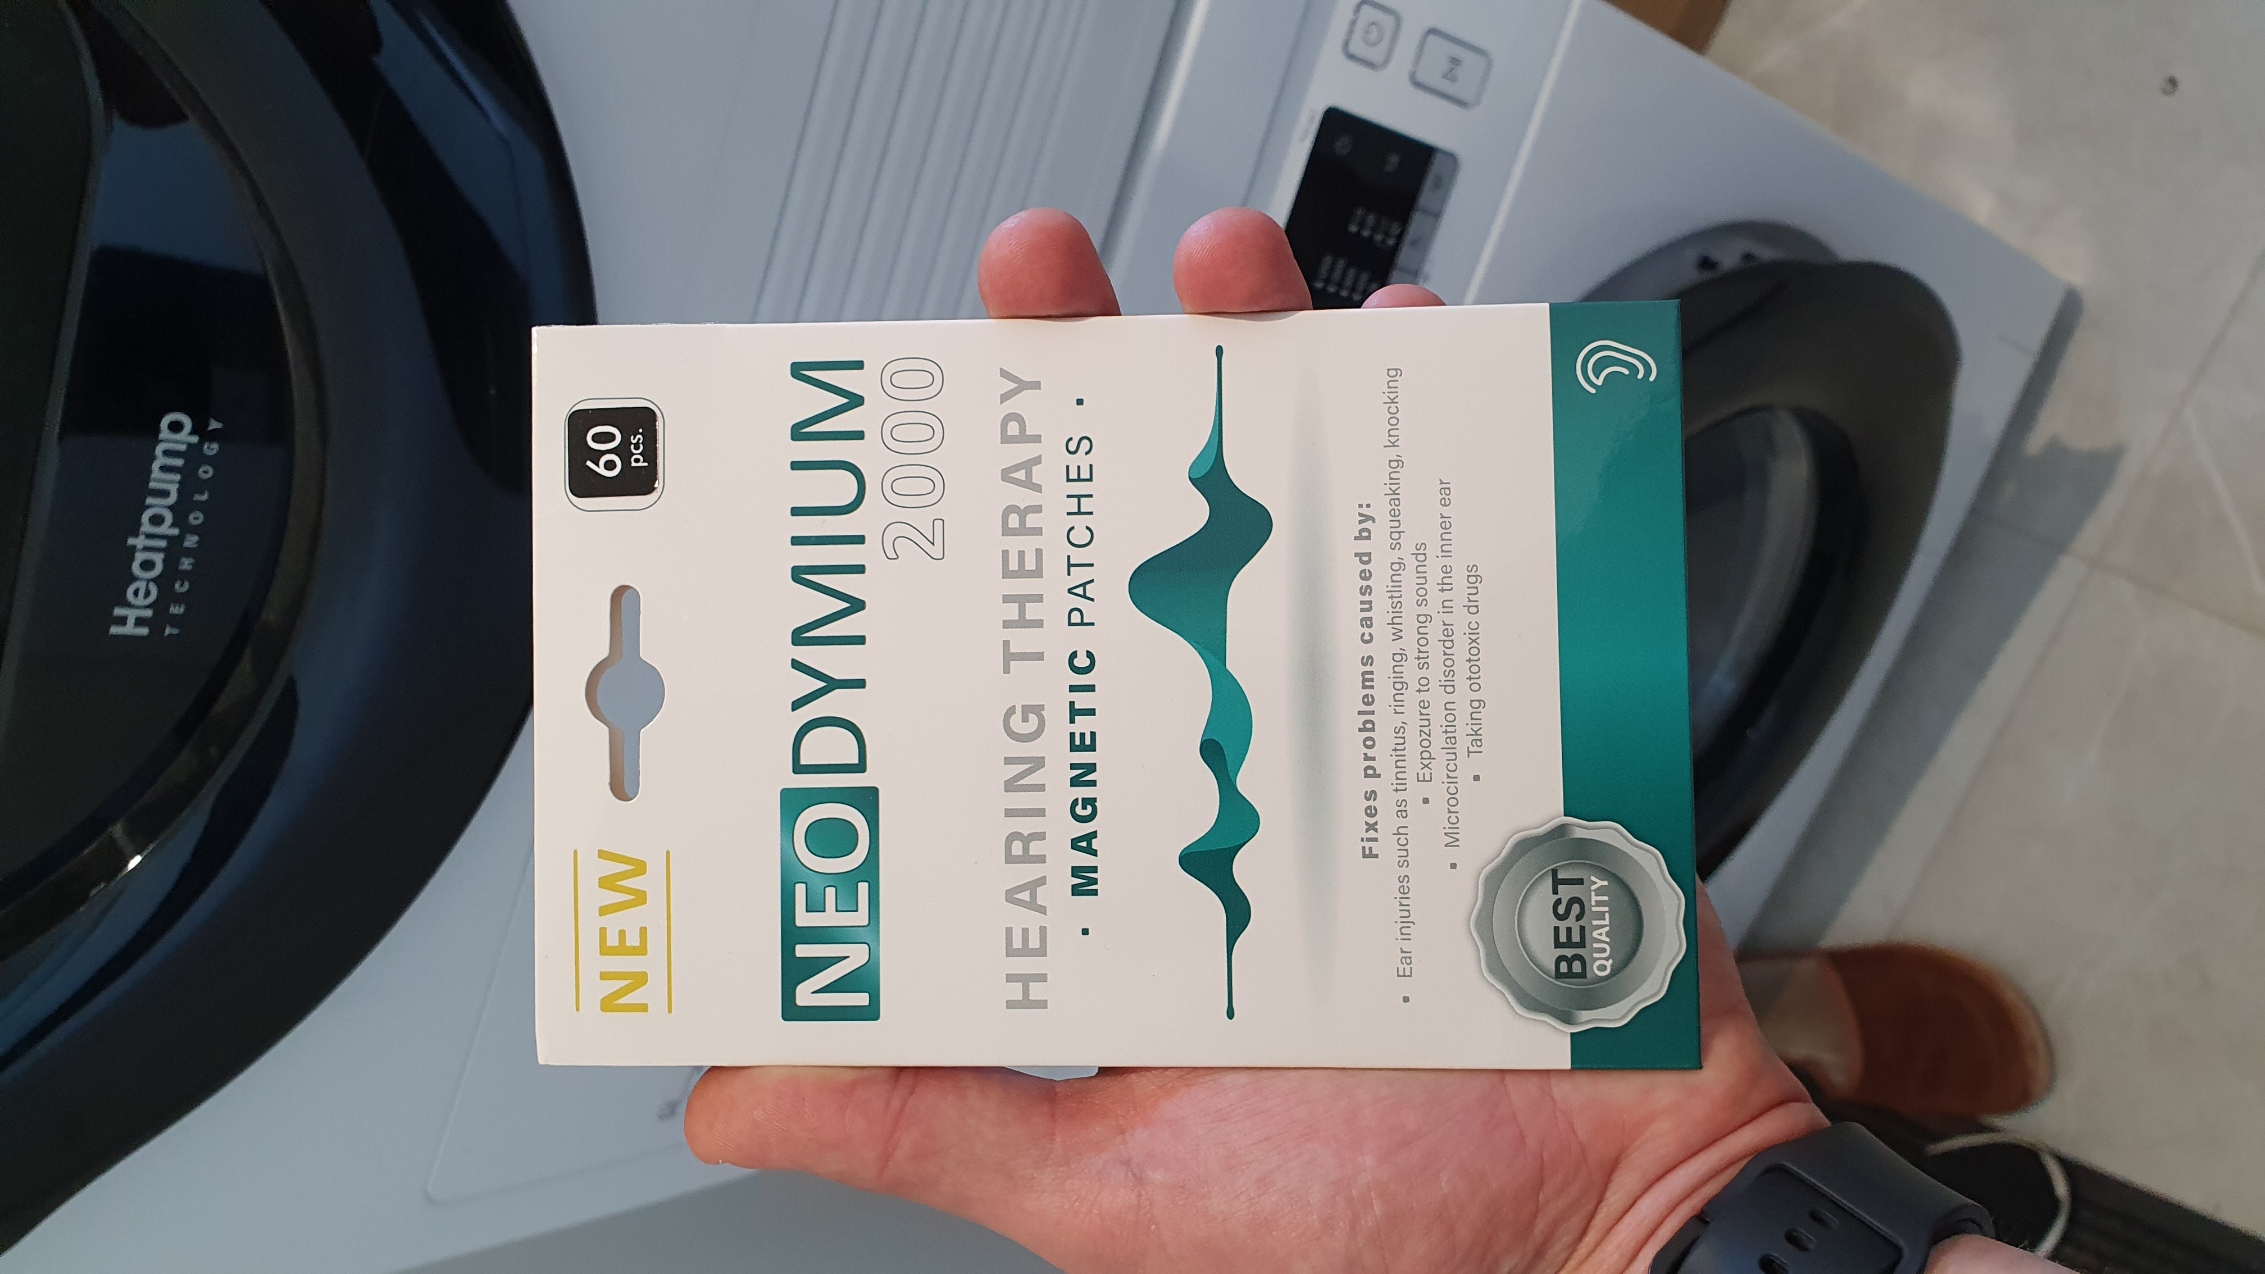 Heatpump
TECHNOLOGY
NEW
60
pcs.
NEODYMIUM
2000
HEARING THERAPY
• MAGNETIC PATCHES •
Fixes problems caused by:
• Ear injuries such as tinnitus, ringing, whistling, squeaking, knocking
• Expozure to strong sounds
• Microcirculation disorder in the inner ear
• Taking ototoxic drugs
BEST
QUALITY